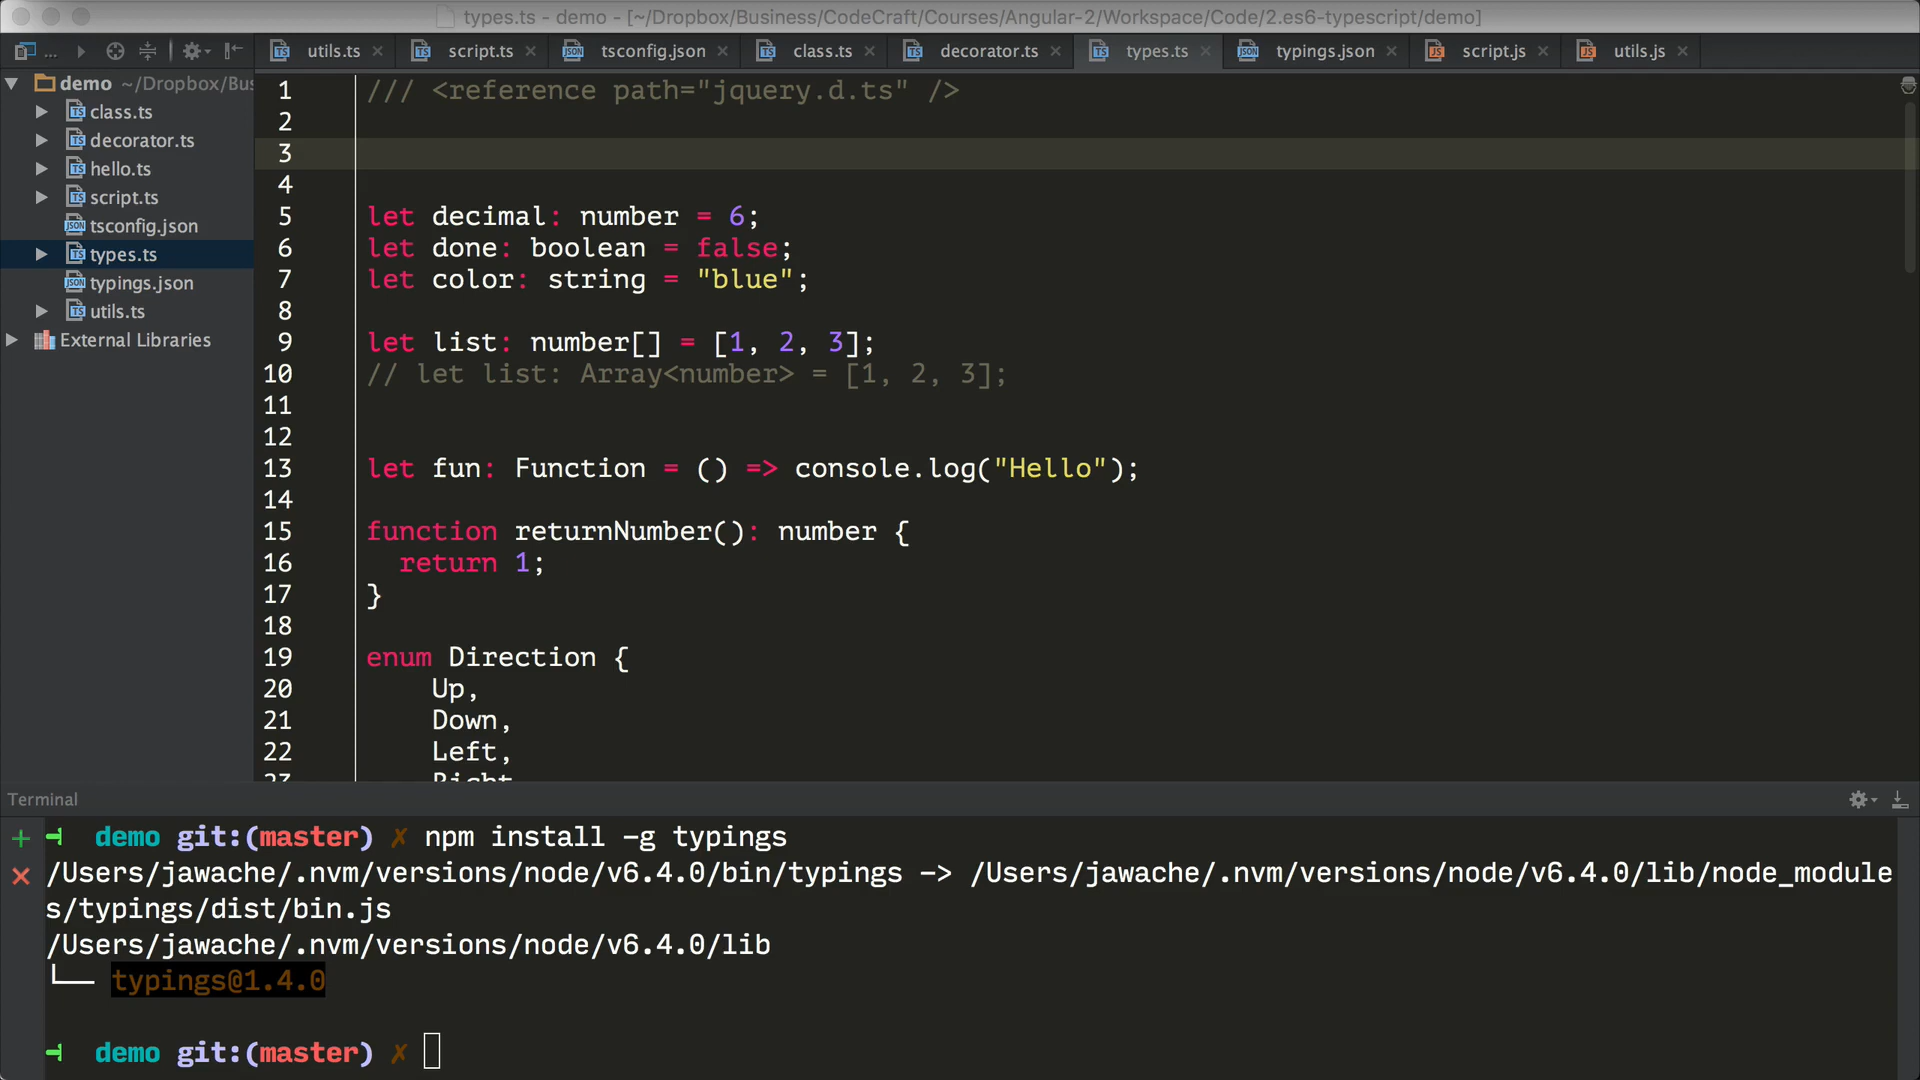 types.ts - demo - [~/Dropbox/Business/CodeCraft/Courses/Angular-2/Workspace/Code/2.es6-typescript/demo]
... utils.ts script.ts tsconfig.json class.ts decorator.ts types.ts typings.json script.js utils.js
demo ~/Dropbox/Bus
class.ts
decorator.ts
hello.ts
script.ts
tsconfig.json
types.ts
typings.json
utils.ts
External Libraries
1 /// <reference path="jquery.d.ts" />
2
3
4
5 let decimal: number = 6;
6 let done: boolean = false;
7 let color: string = "blue";
8
9 let list: number[] = [1, 2, 3];
10 // let list: Array<number> = [1, 2, 3];
11
12
13 let fun: Function = () => console.log("Hello");
14
15 function returnNumber(): number {
16 return 1;
17 }
18
19 enum Direction {
20 Up,
21 Down,
22 Left,
23 Right
Terminal
demo git:(master) ✗ npm install -g typings
/Users/jawache/.nvm/versions/node/v6.4.0/bin/typings -> /Users/jawache/.nvm/versions/node/v6.4.0/lib/node_module
s/typings/dist/bin.js
/Users/jawache/.nvm/versions/node/v6.4.0/lib
└── typings@1.4.0
demo git:(master) ✗